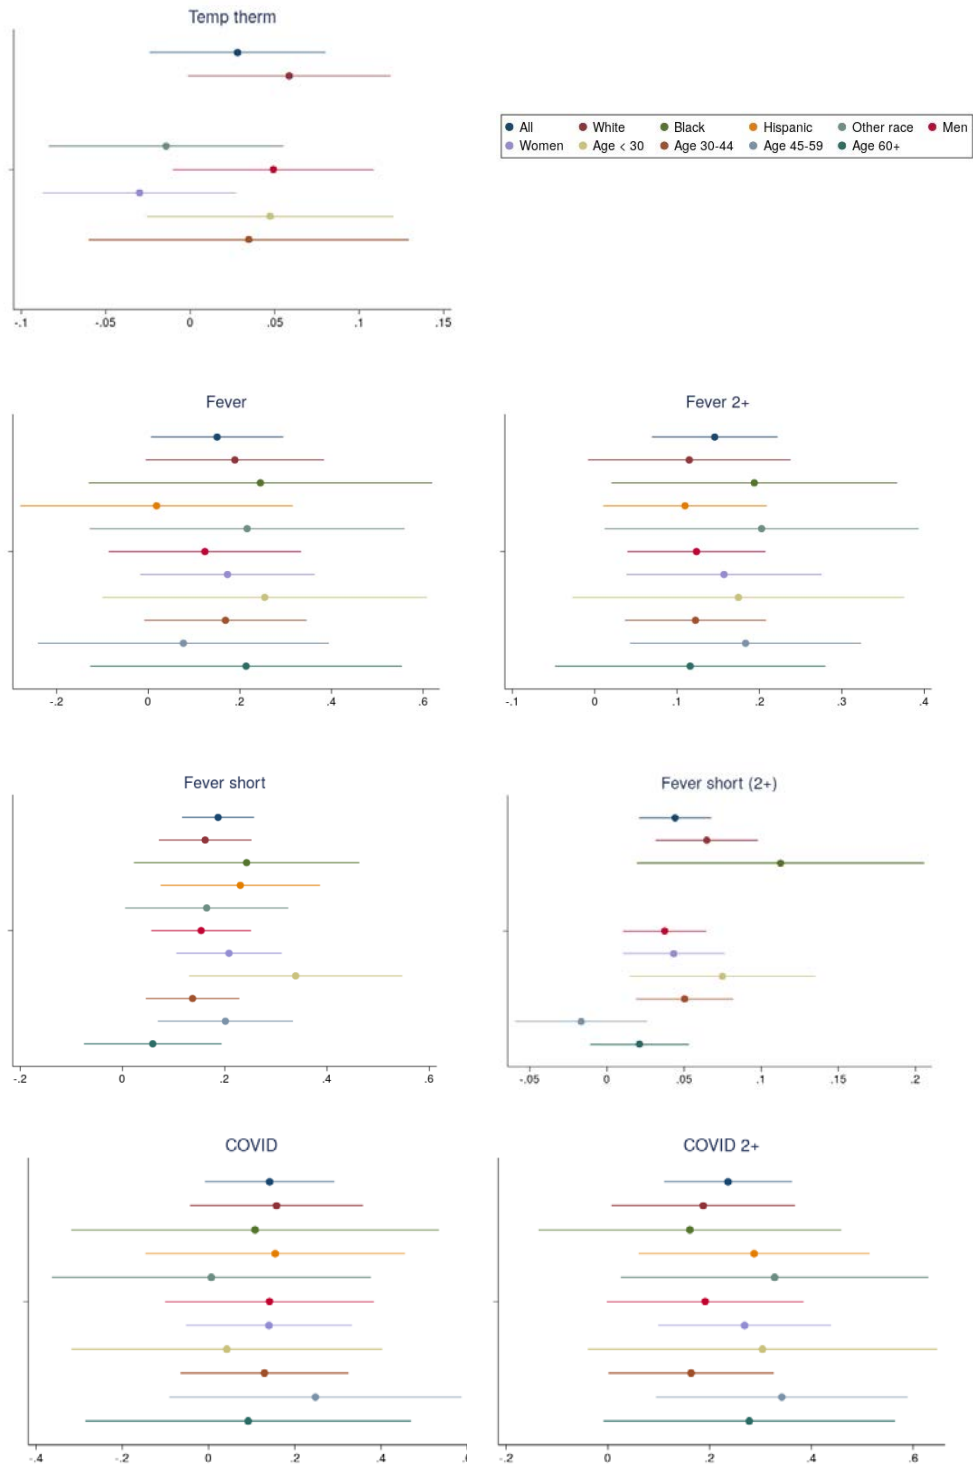 Temp therm
All White Black Hispanic Other race Men
Women Age < 30 Age 30-44 Age 45-59 Age 60+
-.1 -.05 0 .05 .1 .15
Fever Fever 2+
-.2 0 .2 .4 .6 -.1 0 .1 .2 .3 .4
Fever short Fever short (2+)
-.2 0 .2 .4 .6 -.05 0 .05 .1 .15 .2
COVID COVID 2+
-.4 -.2 0 .2 .4 -.2 0 .2 .4 .6